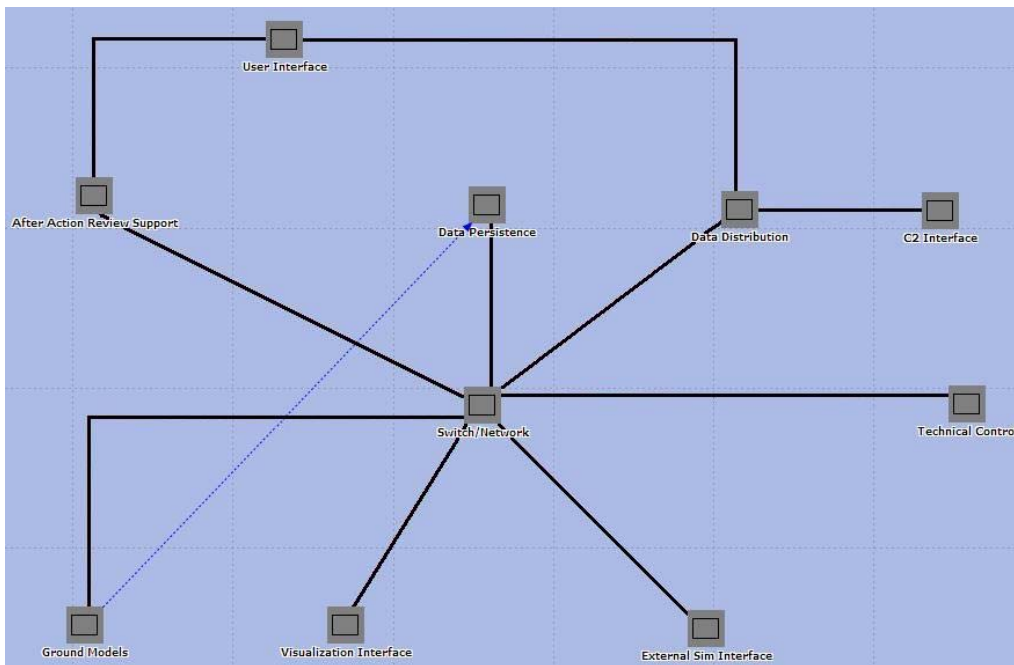 User Interface
After Action Review Support
Data Persistence
Data Distribution
C2 Interface
Switch/Network
Technical Contro
Ground Models
Visualization Interface
External Sim Interface